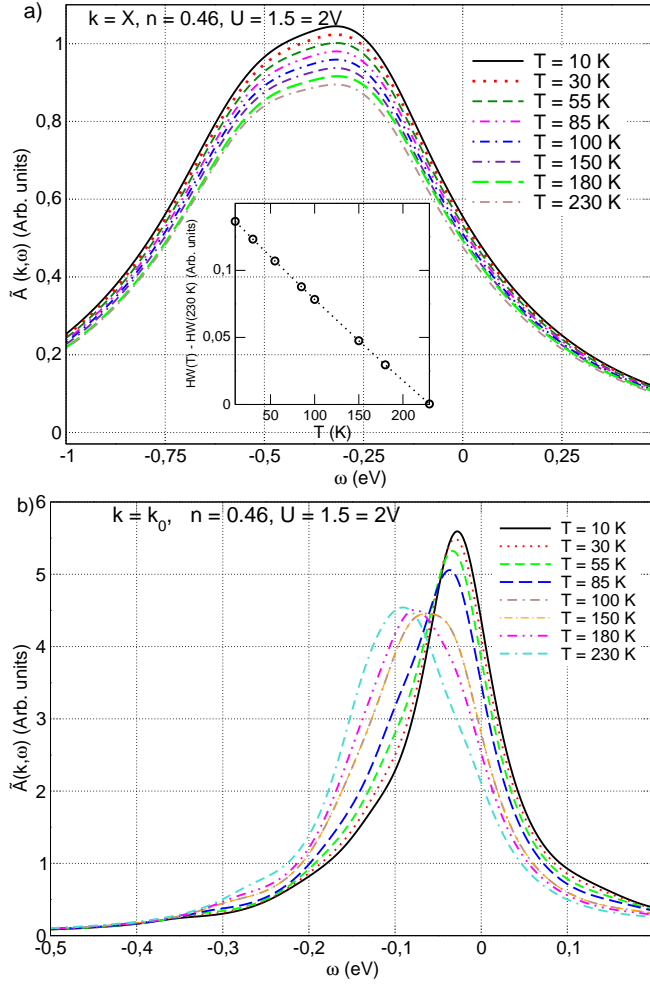 a)
k = X, n = 0.46, U = 1.5 = 2V
T = 10 K
T = 30 K
T = 55 K
T = 85 K
T = 100 K
T = 150 K
T = 180 K
T = 230 K
Ã (k,ω) (Arb. units)
1
0,8
0,6
0,4
0,2
0
HW(T) - HW(230 K) (Arb. units)
0,1
0,05
0
50 100 150 200
T (K)
-1 -0,75 -0,5 -0,25 0 0,25
ω (eV)
b)
k = k0, n = 0.46, U = 1.5 = 2V
T = 10 K
T = 30 K
T = 55 K
T = 85 K
T = 100 K
T = 150 K
T = 180 K
T = 230 K
Ã(k,ω) (Arb. units)
6
5
4
3
2
1
0
-0,5 -0,4 -0,3 -0,2 -0,1 0 0,1
ω (eV)